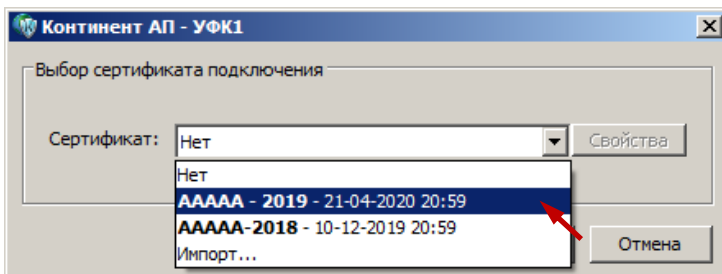 Континент АП - УФК1
Выбор сертификата подключения
Сертификат: Нет Свойства
Нет
AAAAA - 2019 - 21-04-2020 20:59
AAAAA-2018 - 10-12-2019 20:59
Импорт...
Отмена